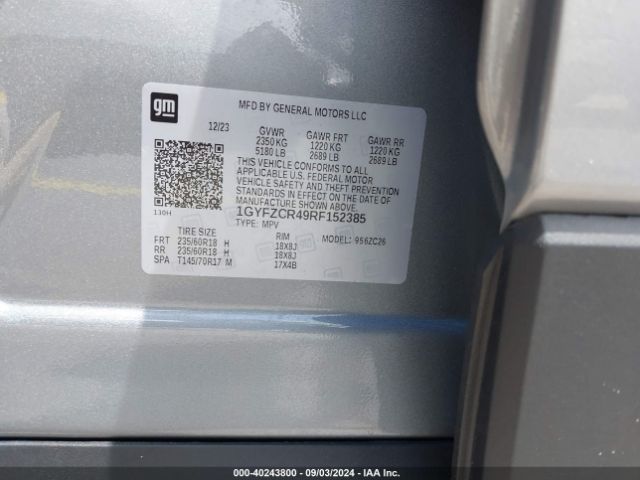 gm
MFD BY GENERAL MOTORS LLC
12/23 GVWR GAWR FRT GAWR RR
2350 KG 1220 KG 1220 KG
5180 LB 2689 LB 2689 LB
THIS VEHICLE CONFORMS TO ALL
APPLICABLE U.S. FEDERAL MOTOR
VEHICLE SAFETY AND THEFT PREVENTION
STANDARDS IN EFFECT ON THE DATE OF
MANUFACTURE SHOWN ABOVE.
130H 1GYFZCR49RF152385
TYPE: MPV
TIRE SIZE RIM MODEL: 956ZC26
FRT 235/60R18 H 18X8J
RR 235/60R18 H 18X8J
SPA T145/70R17 M 17X4B
000-40243800 - 09/03/2024 - IAA Inc.